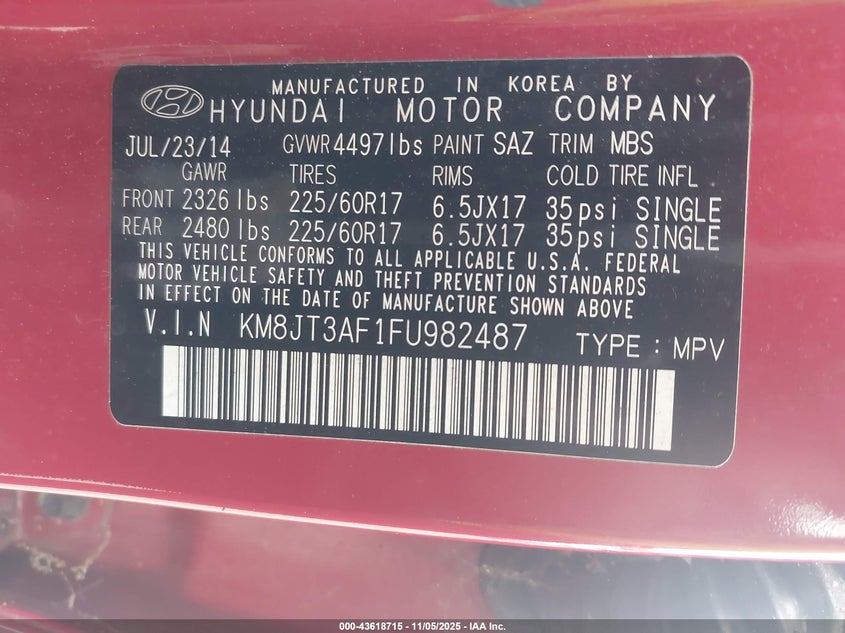 MANUFACTURED IN KOREA BY
HYUNDAI MOTOR COMPANY
JUL/23/14 GVWR 4497lbs PAINT SAZ TRIM MBS
GAWR TIRES RIMS COLD TIRE INFL
FRONT 2326 lbs 225/60R17 6.5JX17 35psi SINGLE
REAR 2480 lbs 225/60R17 6.5JX17 35psi SINGLE
THIS VEHICLE CONFORMS TO ALL APPLICABLE U.S.A. FEDERAL
MOTOR VEHICLE SAFETY AND THEFT PREVENTION STANDARDS
IN EFFECT ON THE DATE OF MANUFACTURE SHOWN ABOVE
V.I.N KM8JT3AF1FU982487 TYPE : MPV
000-43618715 - 11/05/2025 - IAA Inc.